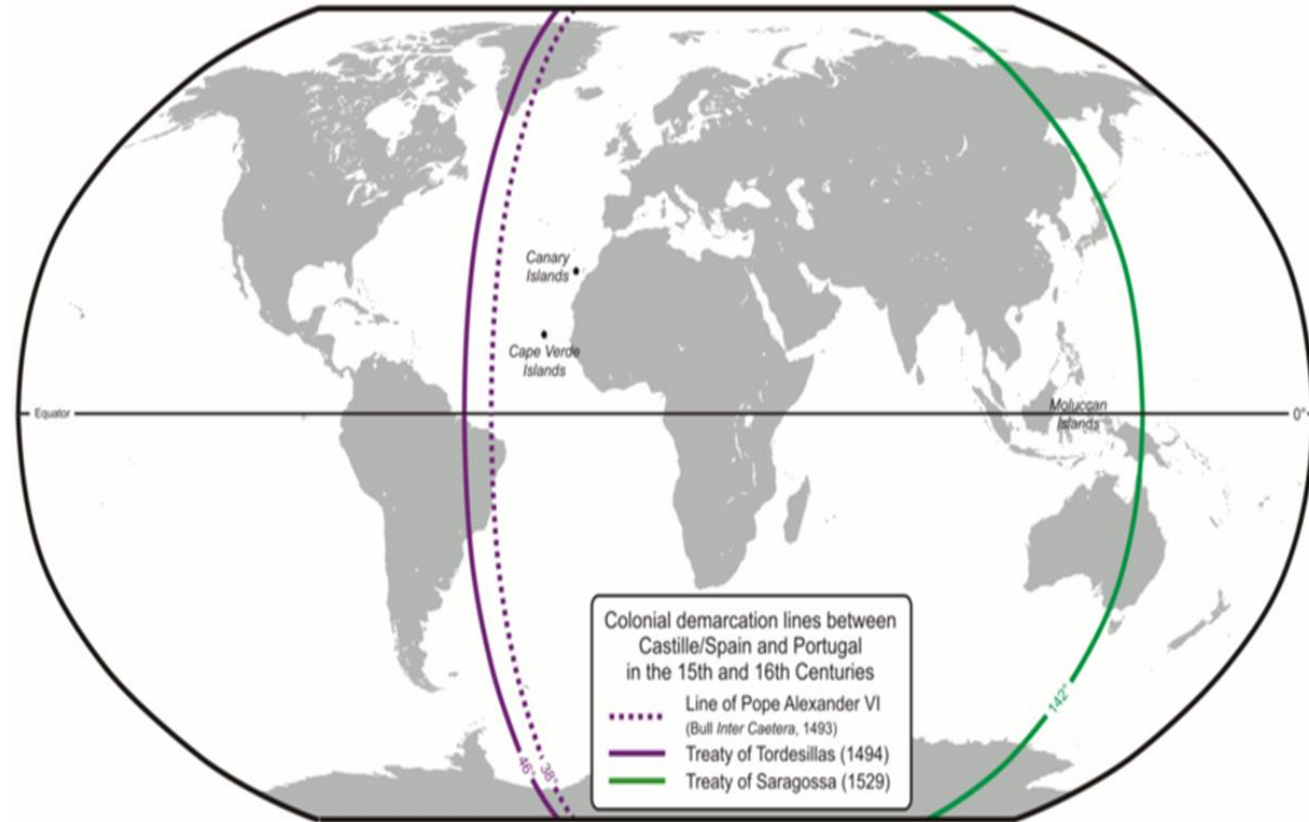 Canary
Islands
Cape Verde
Islands
Equator
Moluccan
Islands
0°
Colonial demarcation lines between
Castille/Spain and Portugal
in the 15th and 16th Centuries
Line of Pope Alexander VI
(Bull Inter Caetera, 1493)
Treaty of Tordesillas (1494)
Treaty of Saragossa (1529)
142°
46°
38°